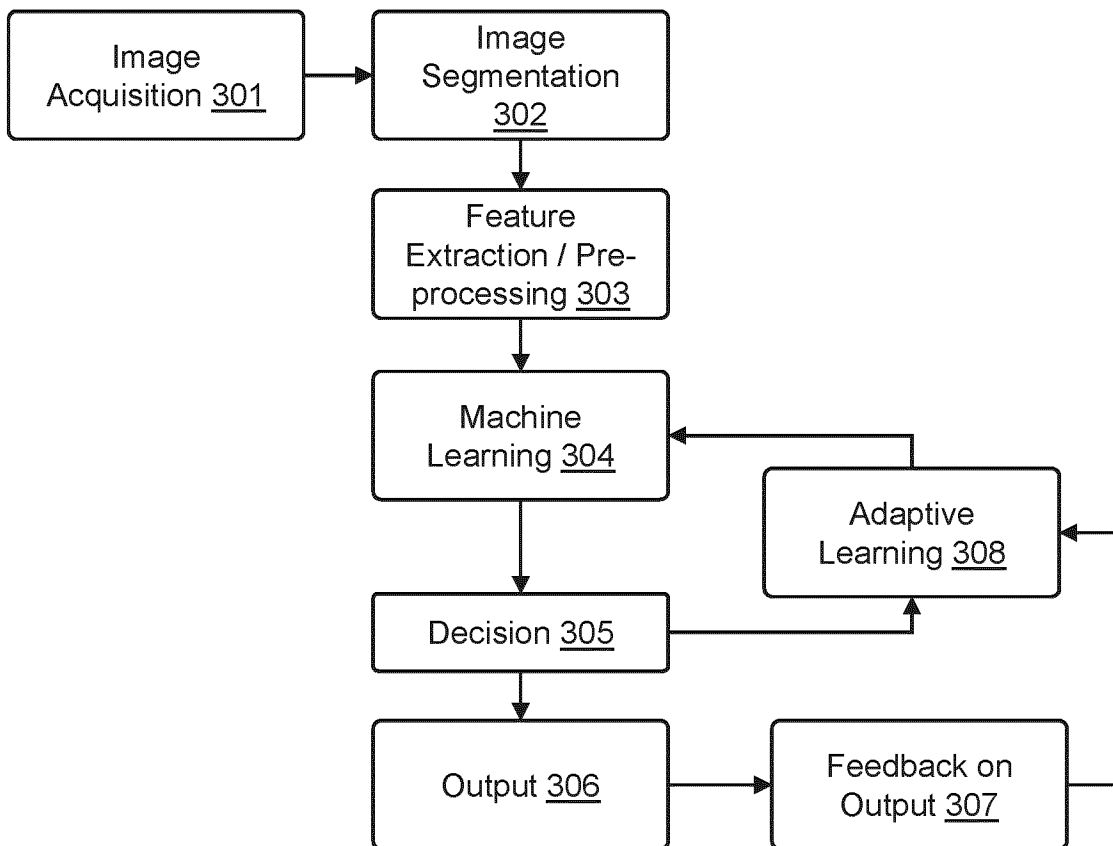 Image
Acquisition 301
Image
Segmentation
302
Feature
Extraction / Pre-
processing 303
Machine
Learning 304
Adaptive
Learning 308
Decision 305
Output 306
Feedback on
Output 307